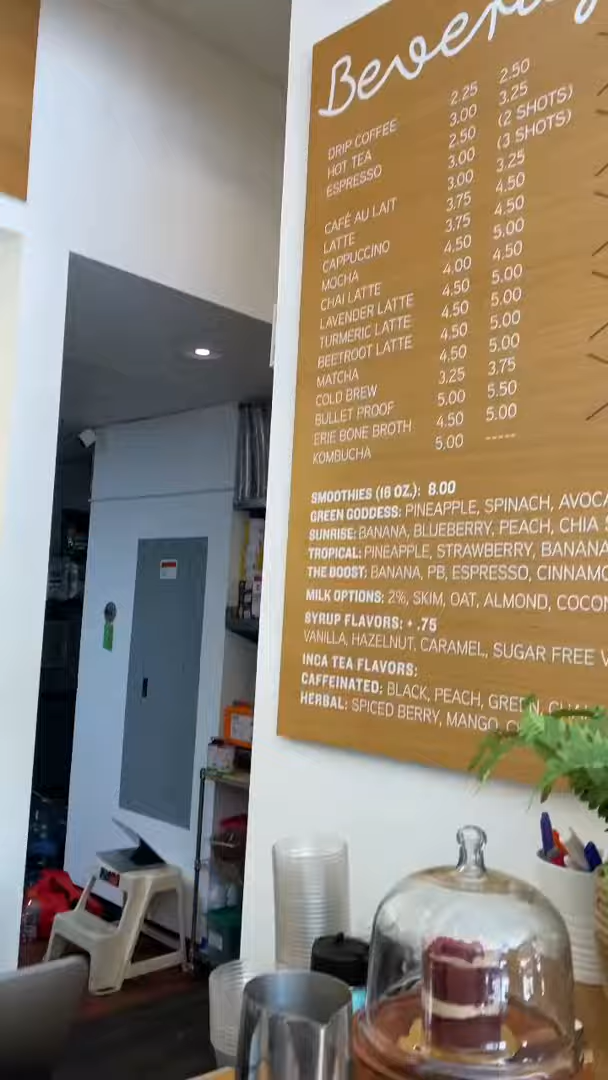 Beverag
DRIP COFFEE 2.25 2.50
HOT TEA 3.00 3.25
ESPRESSO 2.50 (2 SHOTS)
3.00 (3 SHOTS)
CAFÉ AU LAIT 3.00 3.25
LATTE 3.75 4.50
CAPPUCCINO 3.75 4.50
MOCHA 4.50 5.00
CHAI LATTE 4.00 4.50
LAVENDER LATTE 4.50 5.00
TURMERIC LATTE 4.50 5.00
BEETROOT LATTE 4.50 5.00
MATCHA 4.50 5.00
COLD BREW 3.25 3.75
BULLET PROOF 5.00 5.50
ERIE BONE BROTH 4.50 5.00
KOMBUCHA 5.00 -----
SMOOTHIES (16 OZ.): 8.00
GREEN GODDESS: PINEAPPLE, SPINACH, AVOCA
SUNRISE: BANANA, BLUEBERRY, PEACH, CHIA
TROPICAL: PINEAPPLE, STRAWBERRY, BANANA
THE BOOST: BANANA, PB, ESPRESSO, CINNAMO
MILK OPTIONS: 2%, SKIM, OAT, ALMOND, COCON
SYRUP FLAVORS: + .75
VANILLA, HAZELNUT, CARAMEL, SUGAR FREE V
INCA TEA FLAVORS:
CAFFEINATED: BLACK, PEACH, GREEN, CHAI
HERBAL: SPICED BERRY, MANGO,